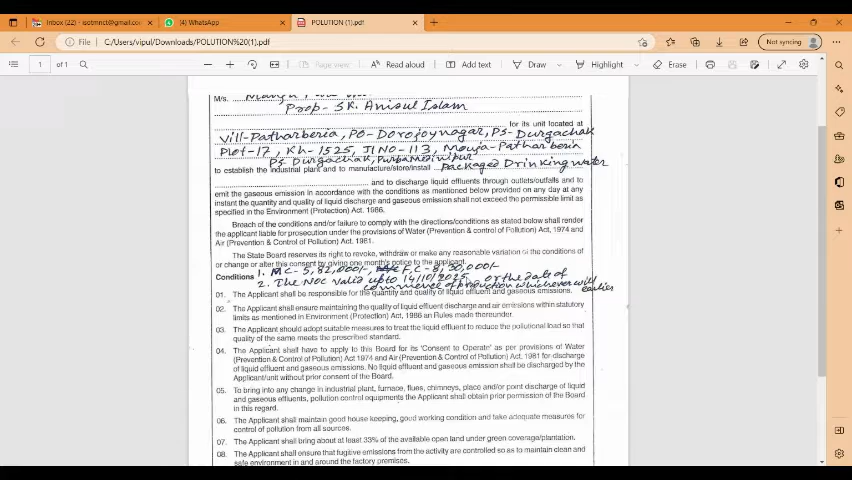 Inbox (22) - isotmnct@gmail.com
(4) WhatsApp
POLUTION (1).pdf
File
C:/Users/vipul/Downloads/POLUTION%20(1).pdf
Not syncing
1 of 1
Page view
Read aloud
Add text
Draw
Highlight
Erase
M/s.
Prop- SK. Anisul Islam
for its unit located at
Vill-Patharberia, PO-Dorojoynagar, PS-Durgachak
Plot-17, Kh-1525, JLNO-113, Mouja-Patharberia
PS. Durgachak, Purbamedinipur
to establish the industrial plant and to manufacture/store/install Packaged Drinking water
and to discharge liquid effluents through outlets/outfalls and to
emit the gaseous emission in accordance with the conditions as mentioned below provided on any day at any
instant the quantity and quality of liquid discharge and gaseous emission shall not exceed the permissible limit as
specified in the Environment (Protection) Act, 1986.
Breach of the conditions and/or failure to comply with the directions/conditions as stated below shall render
the applicant liable for prosecution under the provisions of Water (Prevention & control of Pollution) Act, 1974 and
Air (Prevention & Control of Pollution) Act. 1981.
The State Board reserves its right to revoke, withdraw or make any reasonable variation of the conditions of
or change or alter this consent by giving one month's notice to the applicant.
Conditions 1. MC-5,82,000/-, FC-8,30,000/-
2. The NOC valid upto 14/10/2025 or the date of
commence of production whichever will
earlier
01. The Applicant shall be responsible for the quantity and quality of liquid effluent and gaseous emissions.
02. The Applicant shall ensure maintaining the quality of liquid effluent discharge and air emissions within statutory
limits as mentioned in Environment (Protection) Act, 1986 an Rules made thereunder.
03. The Applicant should adopt suitable measures to treat the liquid effluent to reduce the pollutional load so that
quality of the same meets the prescribed standard.
04. The Applicant shall have to apply to this Board for its 'Consent to Operate' as per provisions of Water
(Prevention & Control of Pollution) Act 1974 and Air (Prevention & Control of Pollution) Act, 1981 for discharge
of liquid effluent and gaseous emissions. No liquid effluent and gaseous emission shall be discharged by the
Applicant/unit without prior consent of the Board.
05. To bring into any change in industrial plant, furnace, flues, chimneys, place and/or point discharge of liquid
and gaseous effluents, pollution control equipments the Applicant shall obtain prior permission of the Board
in this regard.
06. The Applicant shall maintain good house keeping, good working condition and take adequate measures for
control of pollution from all sources.
07. The Applicant shall bring about at least 33% of the available open land under green coverage/plantation.
08. The Applicant shall ensure that fugitive emissions from the activity are controlled so as to maintain clean and
safe environment in and around the factory premises.